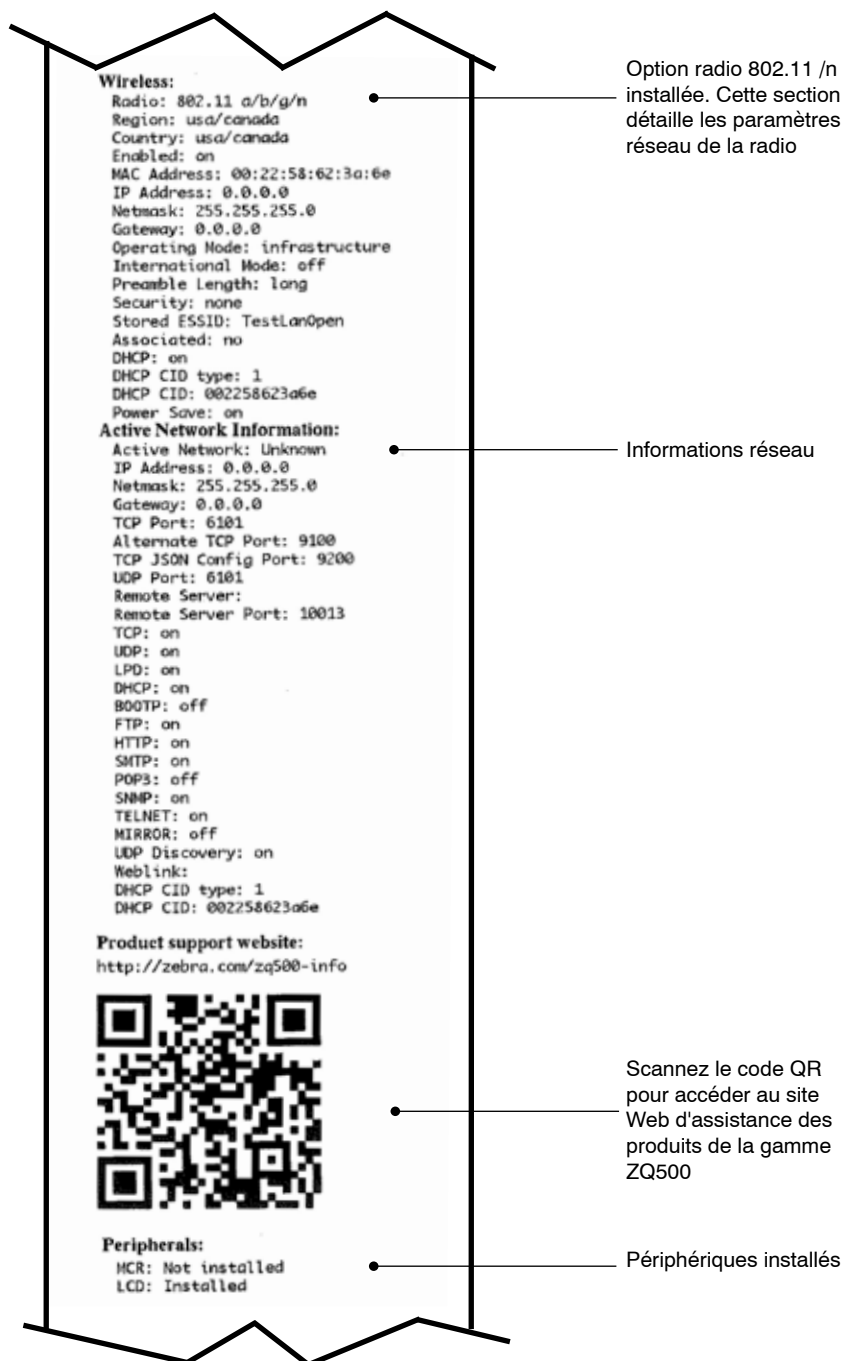 Wireless:
Radio: 802.11 a/b/g/n
Region: usa/canada
Country: usa/canada
Enabled: on
MAC Address: 00:22:58:62:3a:6e
IP Address: 0.0.0.0
Netmask: 255.255.255.0
Gateway: 0.0.0.0
Operating Mode: infrastructure
International Mode: off
Preamble Length: long
Security: none
Stored ESSID: TestLanOpen
Associated: no
DHCP: on
DHCP CID type: 1
DHCP CID: 002258623a6e
Power Save: on
Active Network Information:
Active Network: Unknown
IP Address: 0.0.0.0
Netmask: 255.255.255.0
Gateway: 0.0.0.0
TCP Port: 6101
Alternate TCP Port: 9100
TCP JSON Config Port: 9200
UDP Port: 6101
Remote Server:
Remote Server Port: 10013
TCP: on
UDP: on
LPD: on
DHCP: on
BOOTP: off
FTP: on
HTTP: on
SMTP: on
POP3: off
SNMP: on
TELNET: on
MIRROR: off
UDP Discovery: on
Weblink:
DHCP CID type: 1
DHCP CID: 002258623a6e
Product support website:
http://zebra.com/zq500-info
Peripherals:
MCR: Not installed
LCD: Installed
Option radio 802.11 /n
installée. Cette section
détaille les paramètres
réseau de la radio
Informations réseau
Scannez le code QR
pour accéder au site
Web d'assistance des
produits de la gamme
ZQ500
Périphériques installés